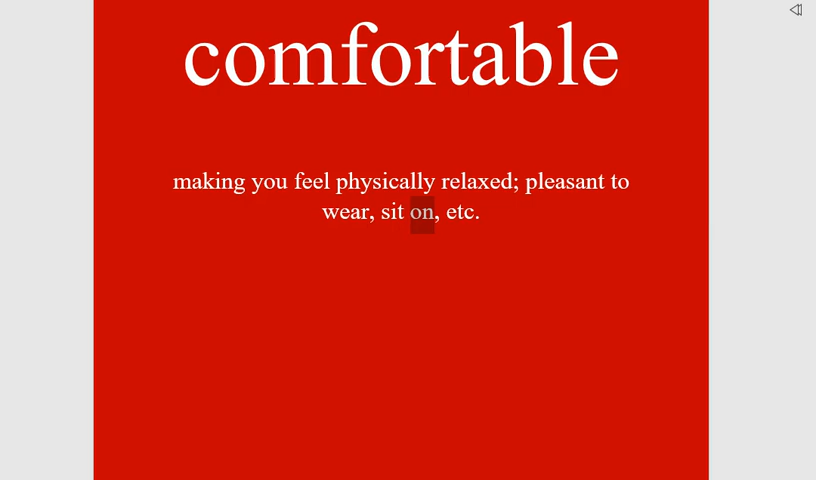 comfortable
making you feel physically relaxed; pleasant to
wear, sit on, etc.